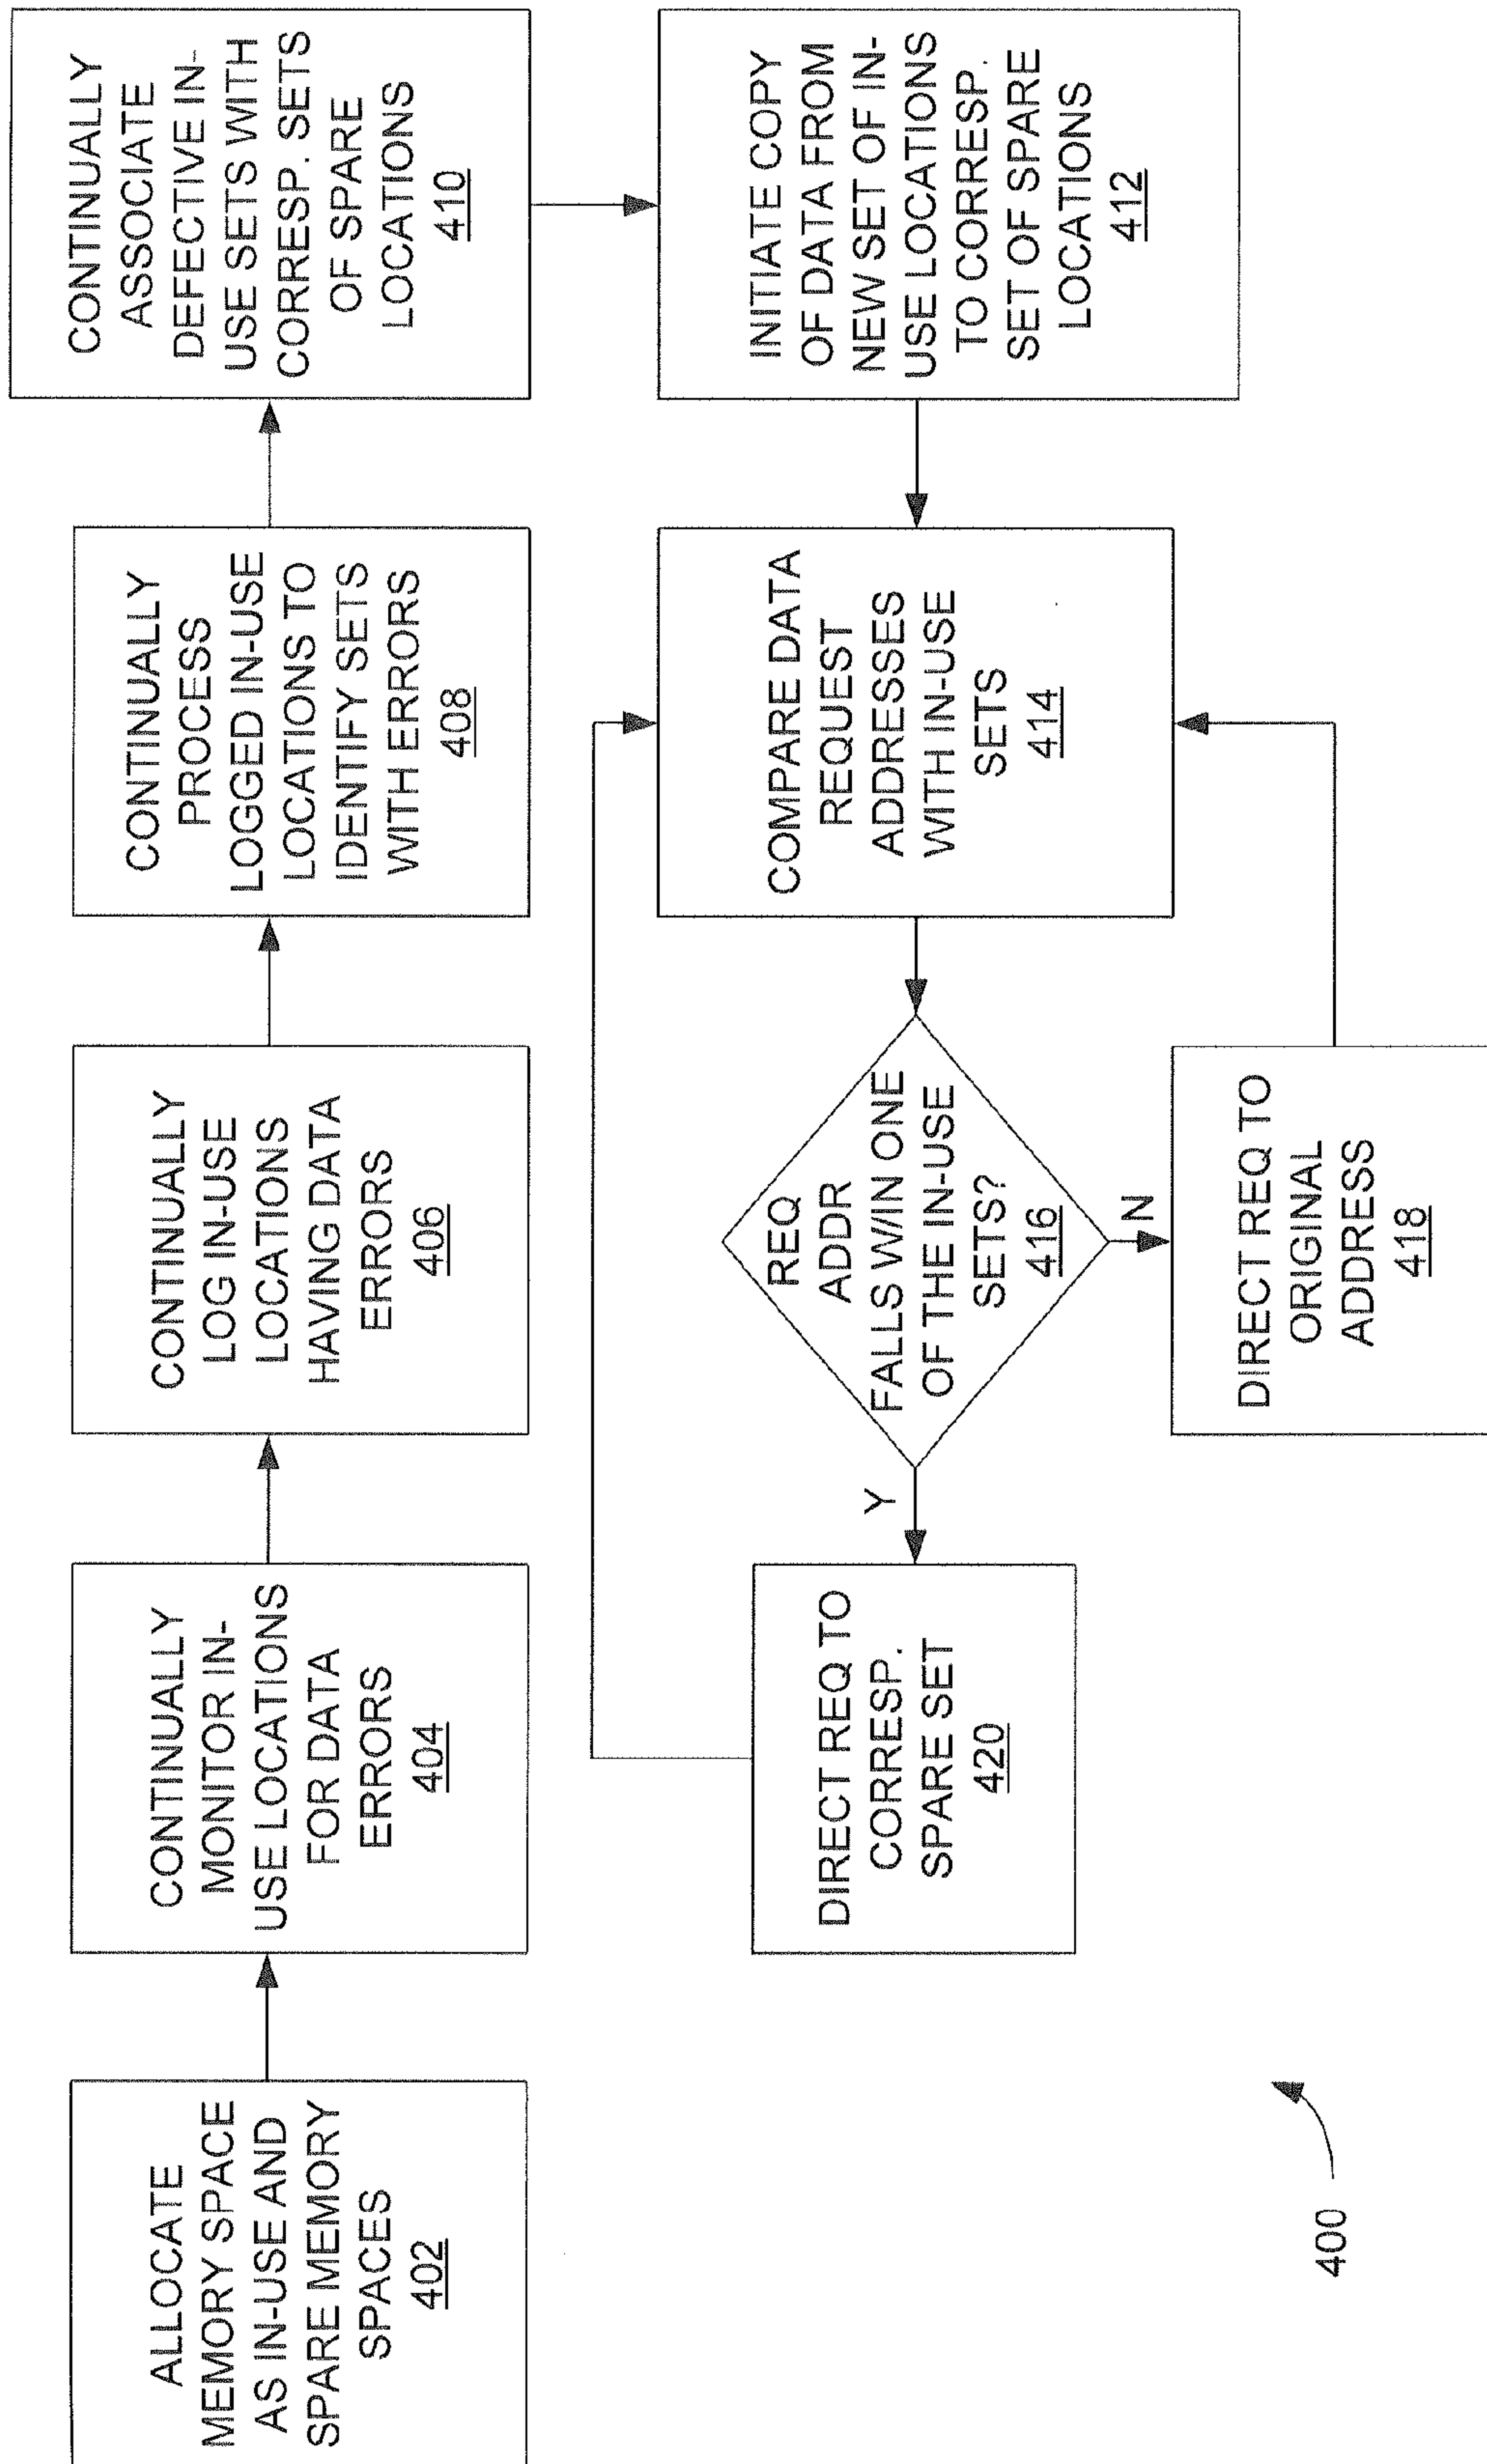 ALLOCATE
MEMORY SPACE
AS IN-USE AND
SPARE MEMORY
SPACES
402
CONTINUALLY
MONITOR IN-
USE LOCATIONS
FOR DATA
ERRORS
404
CONTINUALLY
LOG IN-USE
LOCATIONS
HAVING DATA
ERRORS
406
CONTINUALLY
PROCESS
LOGGED IN-USE
LOCATIONS TO
IDENTIFY SETS
WITH ERRORS
408
CONTINUALLY
ASSOCIATE
DEFECTIVE IN-
USE SETS WITH
CORRESP. SETS
OF SPARE
LOCATIONS
410
INITIATE COPY
OF DATA FROM
NEW SET OF IN-
USE LOCATIONS
TO CORRESP.
SET OF SPARE
LOCATIONS
412
COMPARE DATA
REQUEST
ADDRESSES
WITH IN-USE
SETS
414
REQ
ADDR
FALLS W/IN ONE
OF THE IN-USE
SETS?
416
Y
N
DIRECT REQ TO
ORIGINAL
ADDRESS
418
DIRECT REQ TO
CORRESP.
SPARE SET
420
400